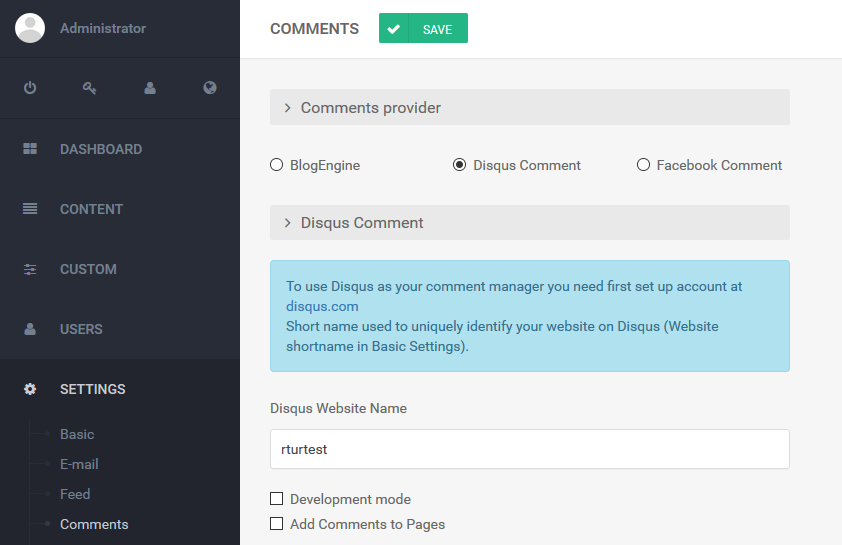 Administrator
COMMENTS
SAVE
DASHBOARD
CONTENT
CUSTOM
USERS
SETTINGS
Basic
E-mail
Feed
Comments
Comments provider
BlogEngine
Disqus Comment
Facebook Comment
Disqus Comment
To use Disqus as your comment manager you need first set up account at
disqus.com
Short name used to uniquely identify your website on Disqus (Website
shortname in Basic Settings).
Disqus Website Name
rturtest
Development mode
Add Comments to Pages